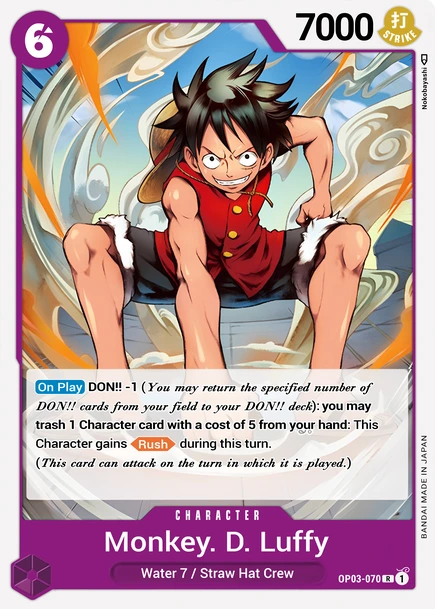 6
7000
打
STRIKE
Nokobayashi
On Play DON!! -1 (You may return the specified number of
DON!! cards from your field to your DON!! deck): you may
trash 1 Character card with a cost of 5 from your hand: This
Character gains Rush during this turn.
(This card can attack on the turn in which it is played.)
BANDAI MADE IN JAPAN
CHARACTER
Monkey. D. Luffy
Water 7 / Straw Hat Crew
OP03-070 R 1